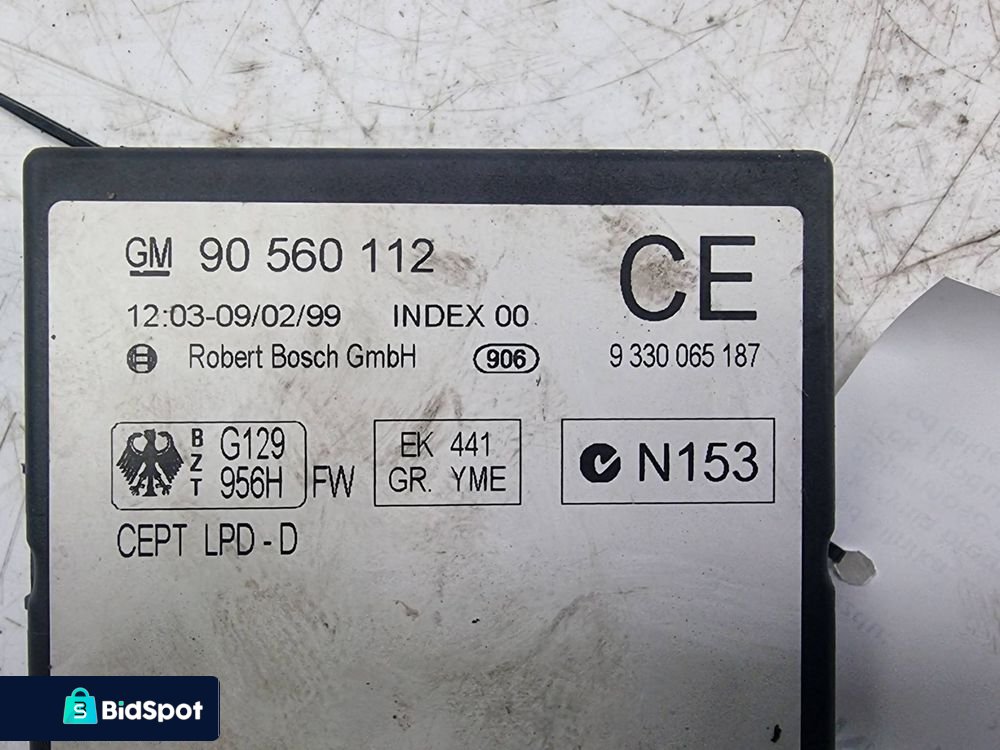 GM 90 560 112
CE
12:03-09/02/99 INDEX 00
Robert Bosch GmbH 906 9 330 065 187
BZT G129
956H
FW
EK 441
GR. YME
N153
CEPT LPD-D
BidSpot